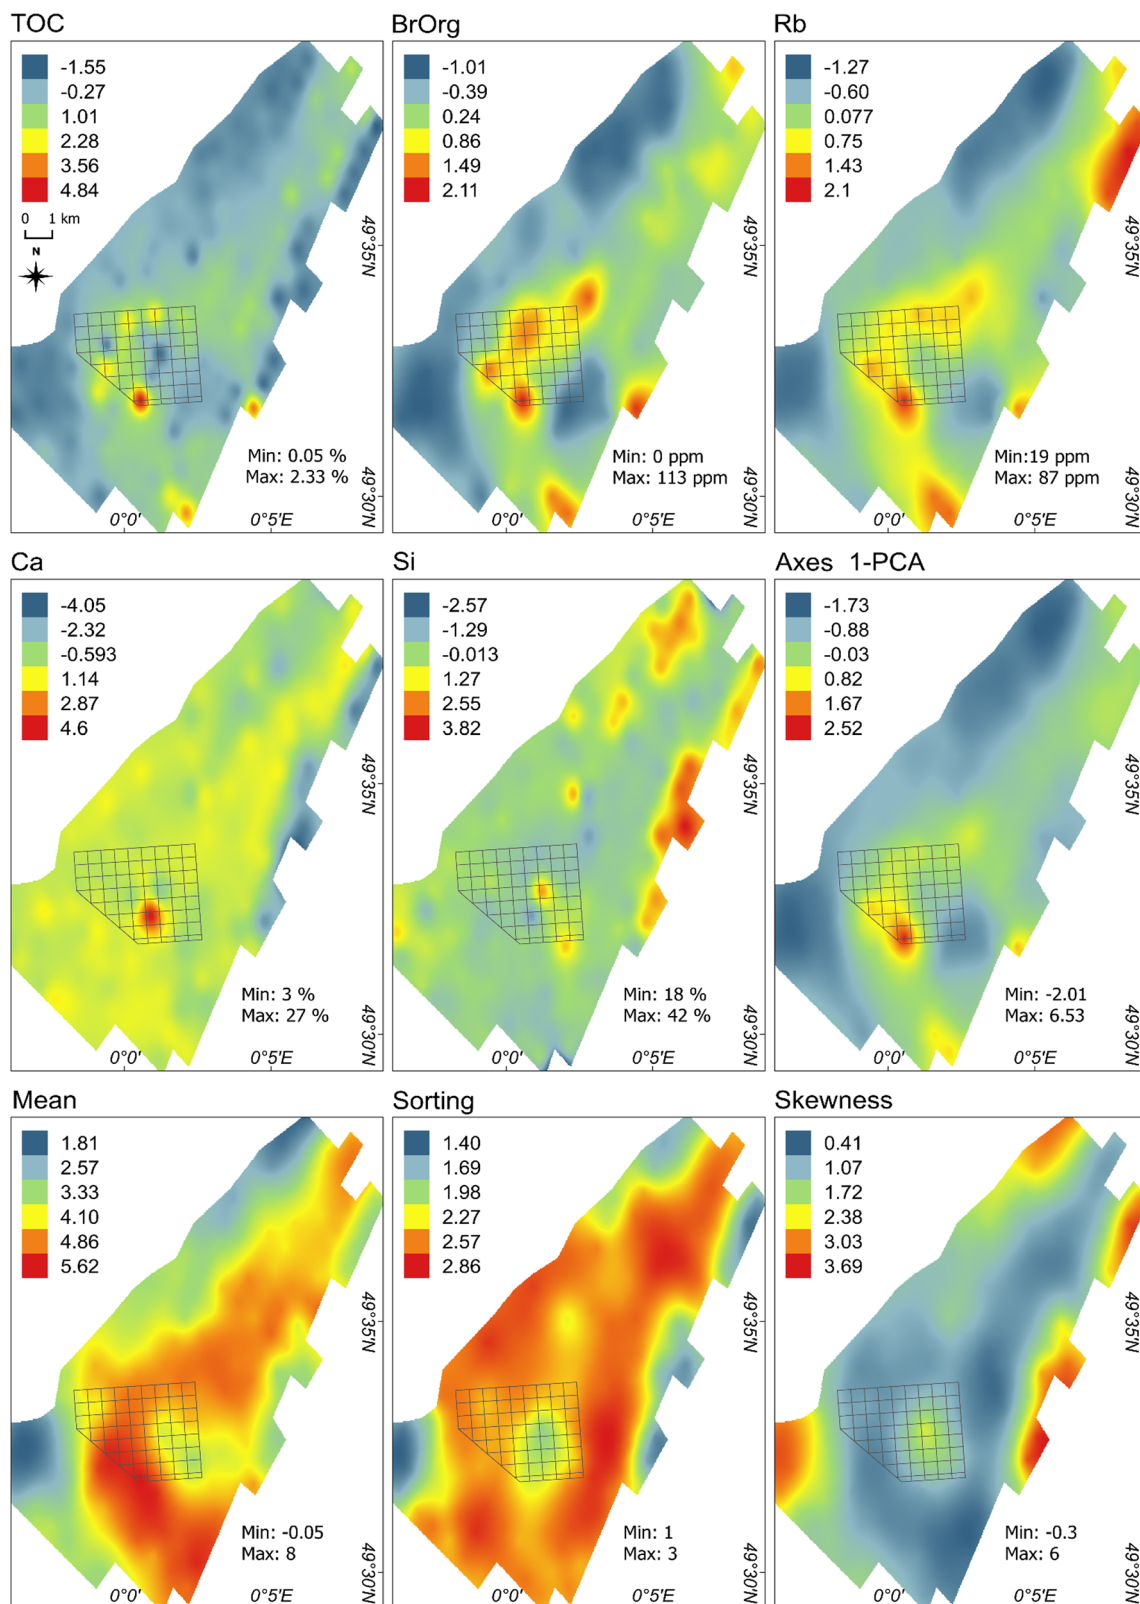 TOC
-1.55
-0.27
1.01
2.28
3.56
4.84
0 1 km
N
49°35'N
Min: 0.05 %
Max: 2.33 %
49°30'N
0°0'
0°5'E
BrOrg
-1.01
-0.39
0.24
0.86
1.49
2.11
49°35'N
Min: 0 ppm
Max: 113 ppm
49°30'N
0°0'
0°5'E
Rb
-1.27
-0.60
0.077
0.75
1.43
2.1
49°35'N
Min:19 ppm
Max: 87 ppm
49°30'N
0°0'
0°5'E
Ca
-4.05
-2.32
-0.593
1.14
2.87
4.6
49°35'N
Min: 3 %
Max: 27 %
49°30'N
0°0'
0°5'E
Si
-2.57
-1.29
-0.013
1.27
2.55
3.82
49°35'N
Min: 18 %
Max: 42 %
49°30'N
0°0'
0°5'E
Axes 1-PCA
-1.73
-0.88
-0.03
0.82
1.67
2.52
49°35'N
Min: -2.01
Max: 6.53
49°30'N
0°0'
0°5'E
Mean
1.81
2.57
3.33
4.10
4.86
5.62
49°35'N
Min: -0.05
Max: 8
49°30'N
0°0'
0°5'E
Sorting
1.40
1.69
1.98
2.27
2.57
2.86
49°35'N
Min: 1
Max: 3
49°30'N
0°0'
0°5'E
Skewness
0.41
1.07
1.72
2.38
3.03
3.69
49°35'N
Min: -0.3
Max: 6
49°30'N
0°0'
0°5'E